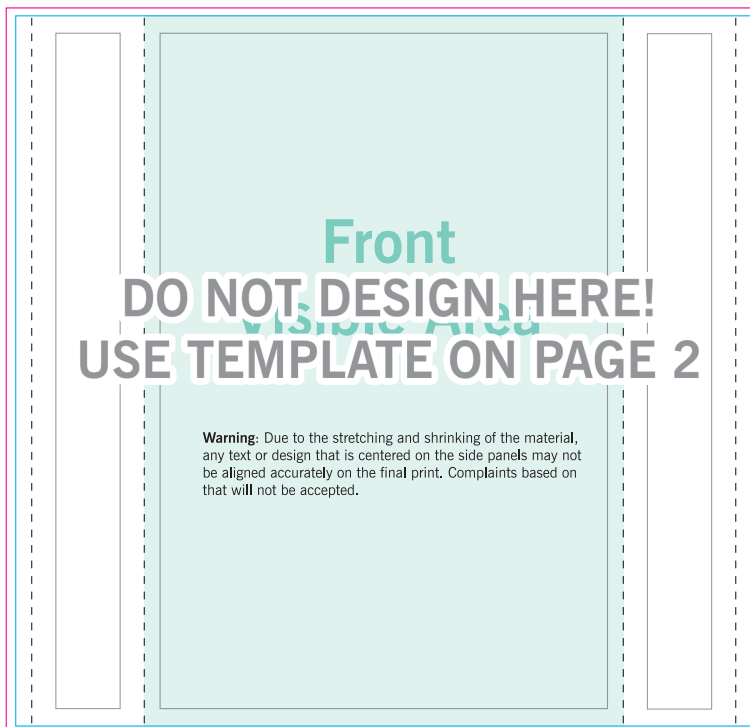 Front
DO NOT DESIGN HERE!
Visible Area
USE TEMPLATE ON PAGE 2
Warning: Due to the stretching and shrinking of the material,
any text or design that is centered on the side panels may not
be aligned accurately on the final print. Complaints based on
that will not be accepted.